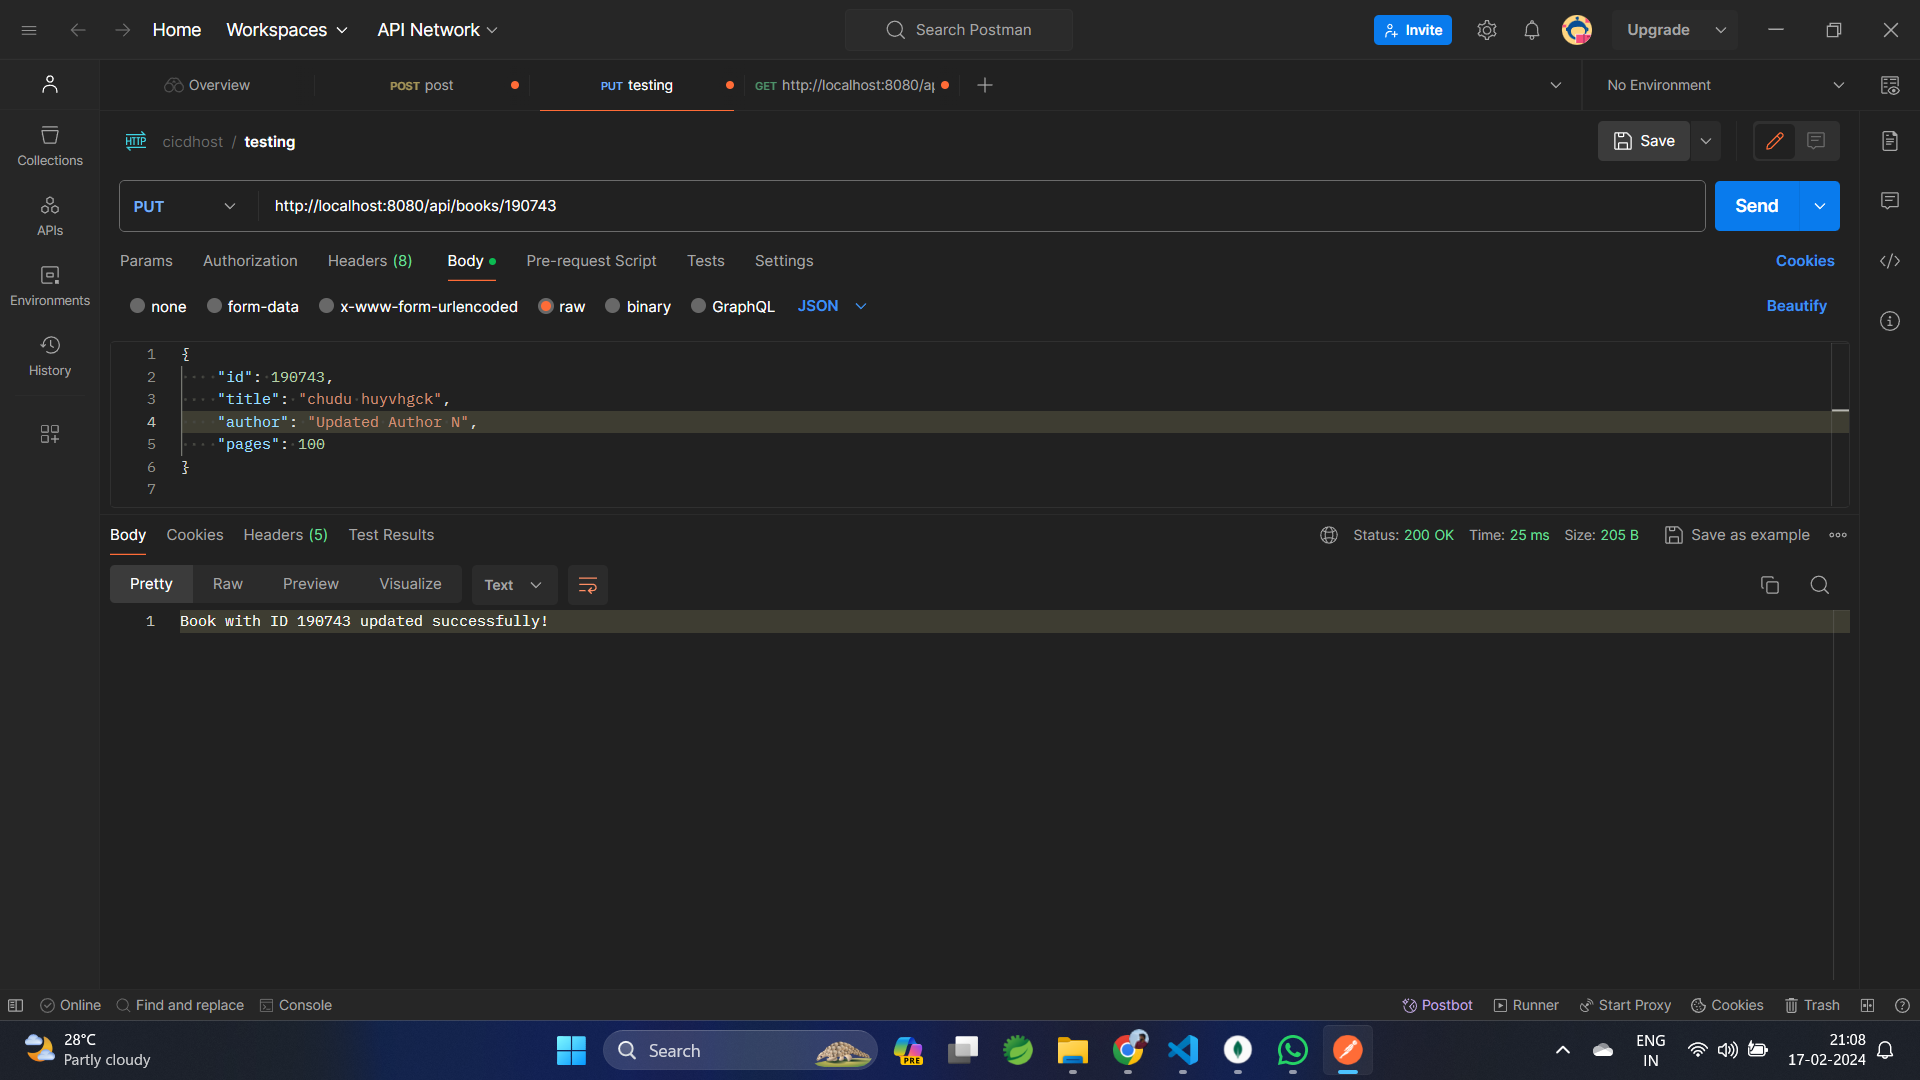 Home Workspaces API Network Search Postman Invite Upgrade
Overview POST post PUT testing GET http://localhost:8080/a No Environment
HTTP cicdhost / testing Save
Collections
PUT http://localhost:8080/api/books/190743 Send
APIs
Params Authorization Headers (8) Body Pre-request Script Tests Settings Cookies
Environments
none form-data x-www-form-urlencoded raw binary GraphQL JSON Beautify
History
1 {
2 "id": 190743,
3 "title": "chudu huyvhgck",
4 "author": "Updated Author N",
5 "pages": 100
6 }
7
Body Cookies Headers (5) Test Results Status: 200 OK Time: 25 ms Size: 205 B Save as example
Pretty Raw Preview Visualize Text
1 Book with ID 190743 updated successfully!
Online Find and replace Console Postbot Runner Start Proxy Cookies Trash
28°C
Partly cloudy
Search
PRE
ENG
IN
21:08
17-02-2024